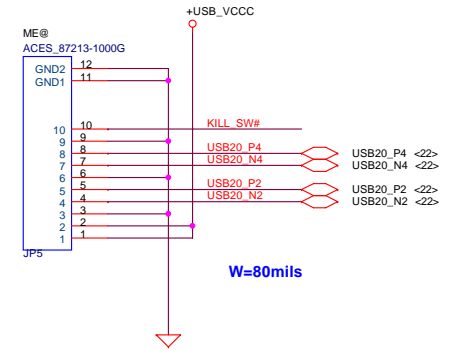 +USB_VCCC
ME@
ACES_87213-1000G
GND2 12
GND1 11
10 10 KILL_SW#
9 9
8 8 USB20_P4 USB20_P4 <22>
7 7 USB20_N4 USB20_N4 <22>
6 6
5 5 USB20_P2 USB20_P2 <22>
4 4 USB20_N2 USB20_N2 <22>
3 3
2 2
1 1
JP5
W=80mils